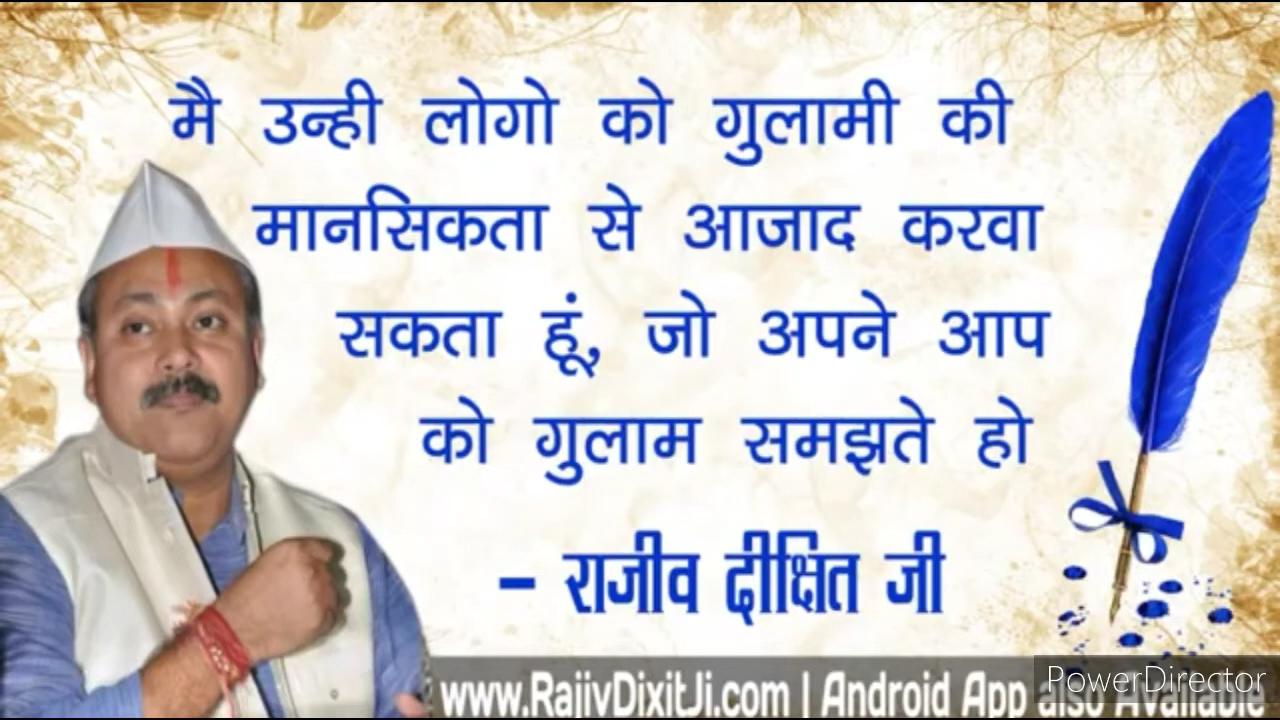 मै उन्ही लोगो को गुलामी की
मानसिकता से आजाद करवा
सकता हूं, जो अपने आप
को गुलाम समझते हो
– राजीव दीक्षित जी
www.RajivDixitJi.com | Android App also Available
PowerDirector